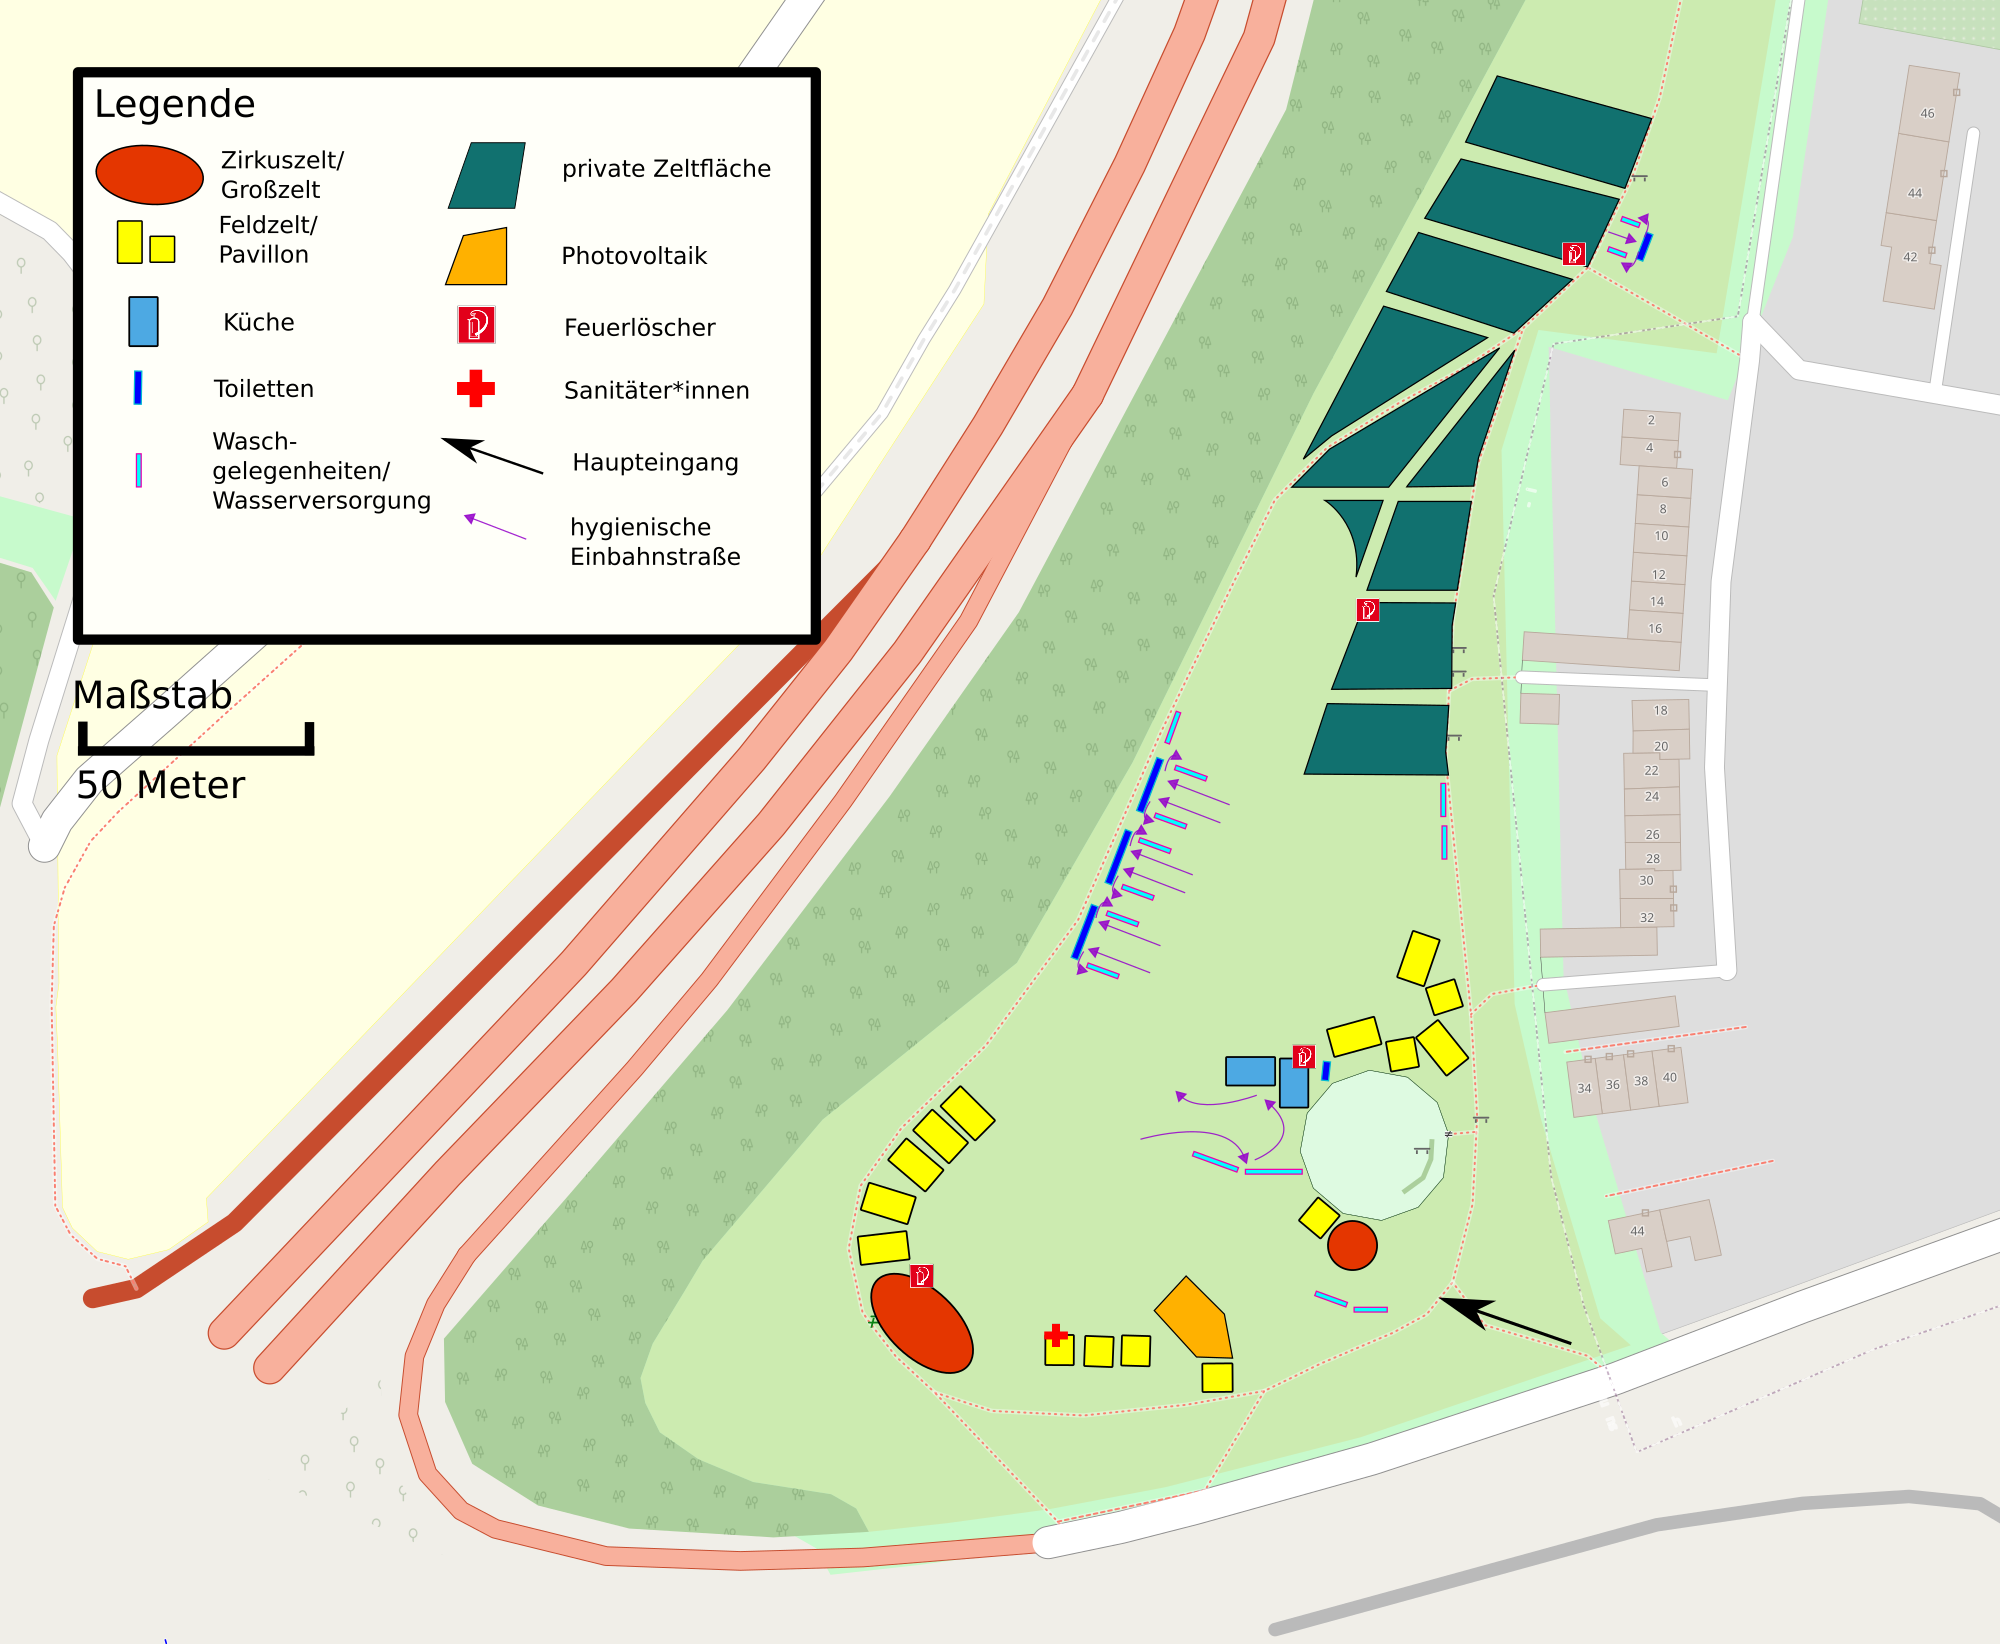 Legende
Zirkuszelt/
Großzelt
Feldzelt/
Pavillon
Küche
Toiletten
Wasch-
gelegenheiten/
Wasserversorgung
private Zeltfläche
Photovoltaik
Feuerlöscher
Sanitäter*innen
Haupteingang
hygienische
Einbahnstraße
Maßstab
50 Meter
46
44
42
2
4
6
8
10
12
14
16
18
20
22
24
26
28
30
32
34 36 38 40
44